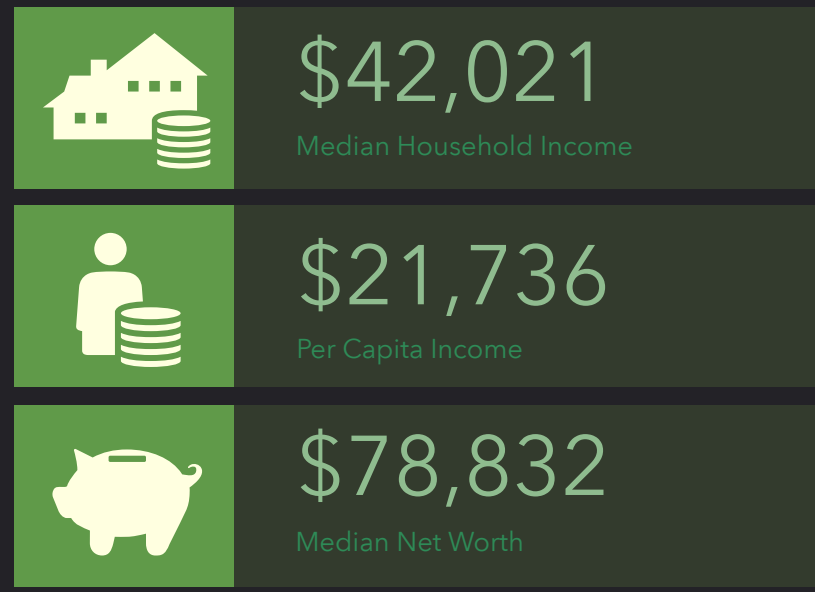 $42,021
Median Household Income
$21,736
Per Capita Income
$78,832
Median Net Worth